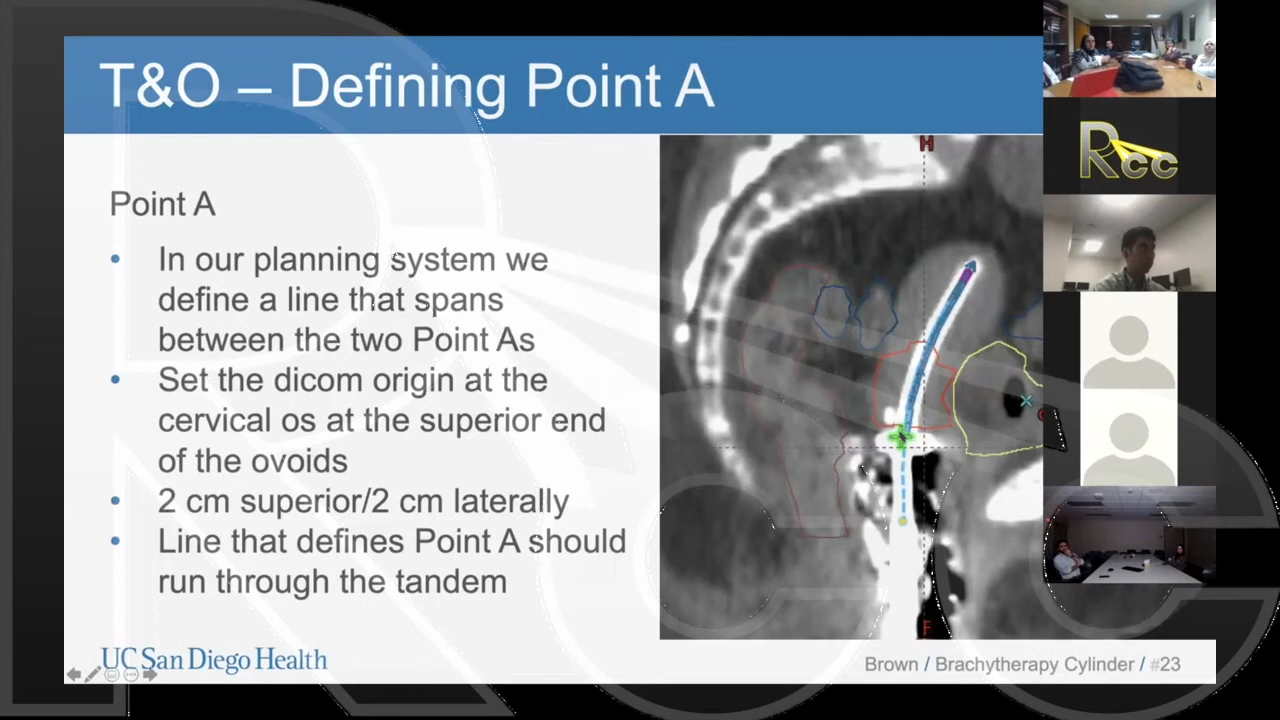 T&O – Defining Point A
Point A
• In our planning system we
define a line that spans
between the two Point As
• Set the dicom origin at the
cervical os at the superior end
of the ovoids
• 2 cm superior/2 cm laterally
• Line that defines Point A should
run through the tandem
H
F
UC San Diego Health
Brown / Brachytherapy Cylinder / #23
Rcc